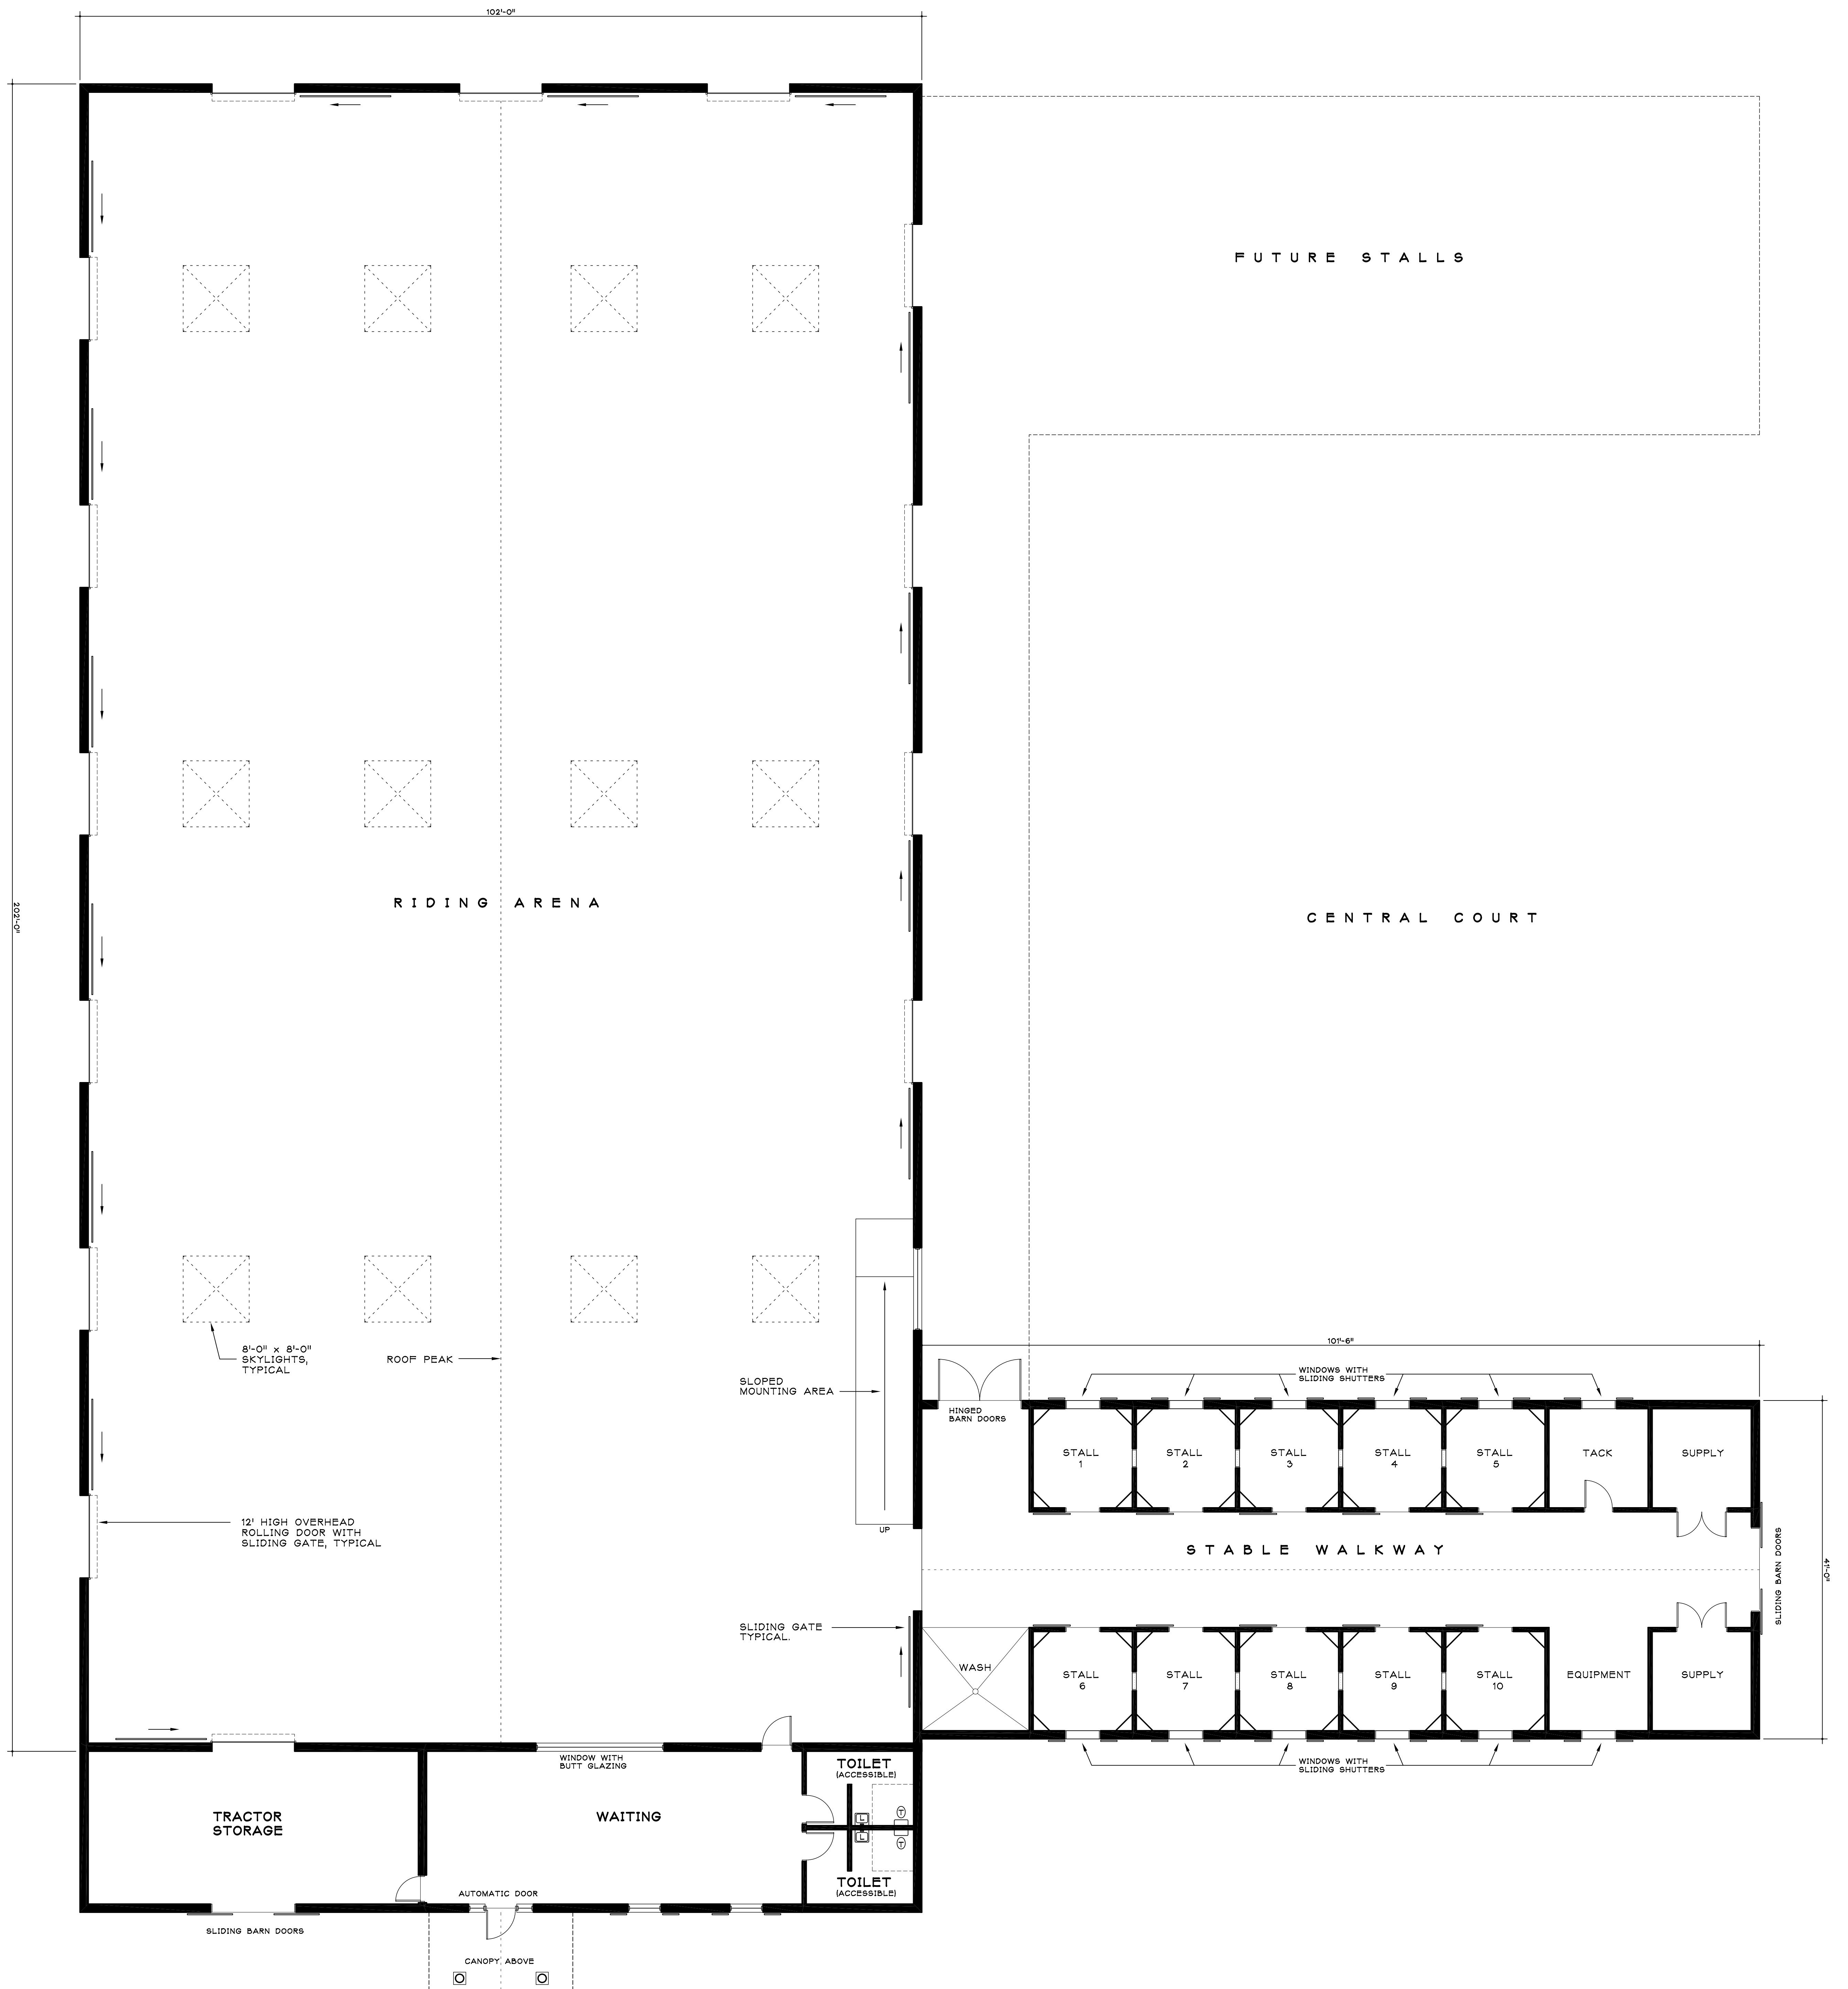 102'-0"
FUTURE STALLS
202'-0"
RIDING ARENA
CENTRAL COURT
8'-0" x 8'-0"
SKYLIGHTS,
TYPICAL
ROOF PEAK
SLOPED
MOUNTING AREA
101'-6"
WINDOWS WITH
SLIDING SHUTTERS
HINGED
BARN DOORS
STALL
1
STALL
2
STALL
3
STALL
4
STALL
5
TACK
SUPPLY
12' HIGH OVERHEAD
ROLLING DOOR WITH
SLIDING GATE, TYPICAL
UP
STABLE WALKWAY
SLIDING BARN DOORS
41'-0"
SLIDING GATE
TYPICAL.
WASH
STALL
6
STALL
7
STALL
8
STALL
9
STALL
10
EQUIPMENT
SUPPLY
WINDOWS WITH
SLIDING SHUTTERS
WINDOW WITH
BUTT GLAZING
TOILET
(ACCESSIBLE)
TRACTOR
STORAGE
WAITING
L
T
L
T
TOILET
(ACCESSIBLE)
AUTOMATIC DOOR
SLIDING BARN DOORS
CANOPY ABOVE